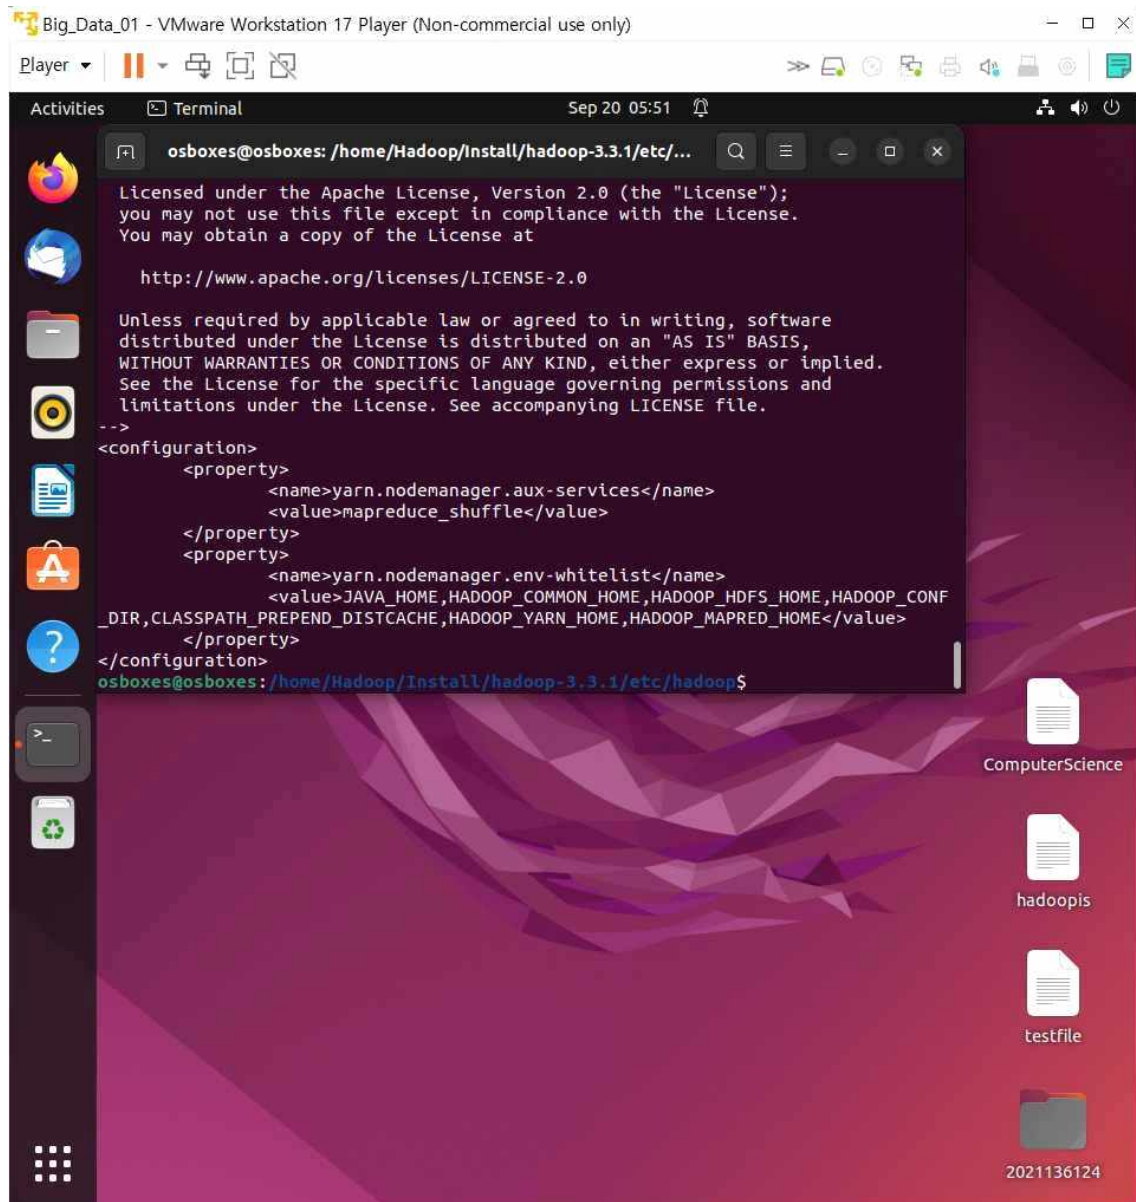 Big_Data_01 - VMware Workstation 17 Player (Non-commercial use only)
Player
Activities Terminal Sep 20 05:51
osboxes@osboxes: /home/Hadoop/Install/hadoop-3.3.1/etc/...
Licensed under the Apache License, Version 2.0 (the "License");
you may not use this file except in compliance with the License.
You may obtain a copy of the License at
http://www.apache.org/licenses/LICENSE-2.0
Unless required by applicable law or agreed to in writing, software
distributed under the License is distributed on an "AS IS" BASIS,
WITHOUT WARRANTIES OR CONDITIONS OF ANY KIND, either express or implied.
See the License for the specific language governing permissions and
limitations under the License. See accompanying LICENSE file.
-->
<configuration>
<property>
<name>yarn.nodemanager.aux-services</name>
<value>mapreduce_shuffle</value>
</property>
<property>
<name>yarn.nodemanager.env-whitelist</name>
<value>JAVA_HOME,HADOOP_COMMON_HOME,HADOOP_HDFS_HOME,HADOOP_CONF
_DIR,CLASSPATH_PREPEND_DISTCACHE,HADOOP_YARN_HOME,HADOOP_MAPRED_HOME</value>
</property>
</configuration>
osboxes@osboxes:/home/Hadoop/Install/hadoop-3.3.1/etc/hadoop$
ComputerScience
hadoopis
testfile
2021136124